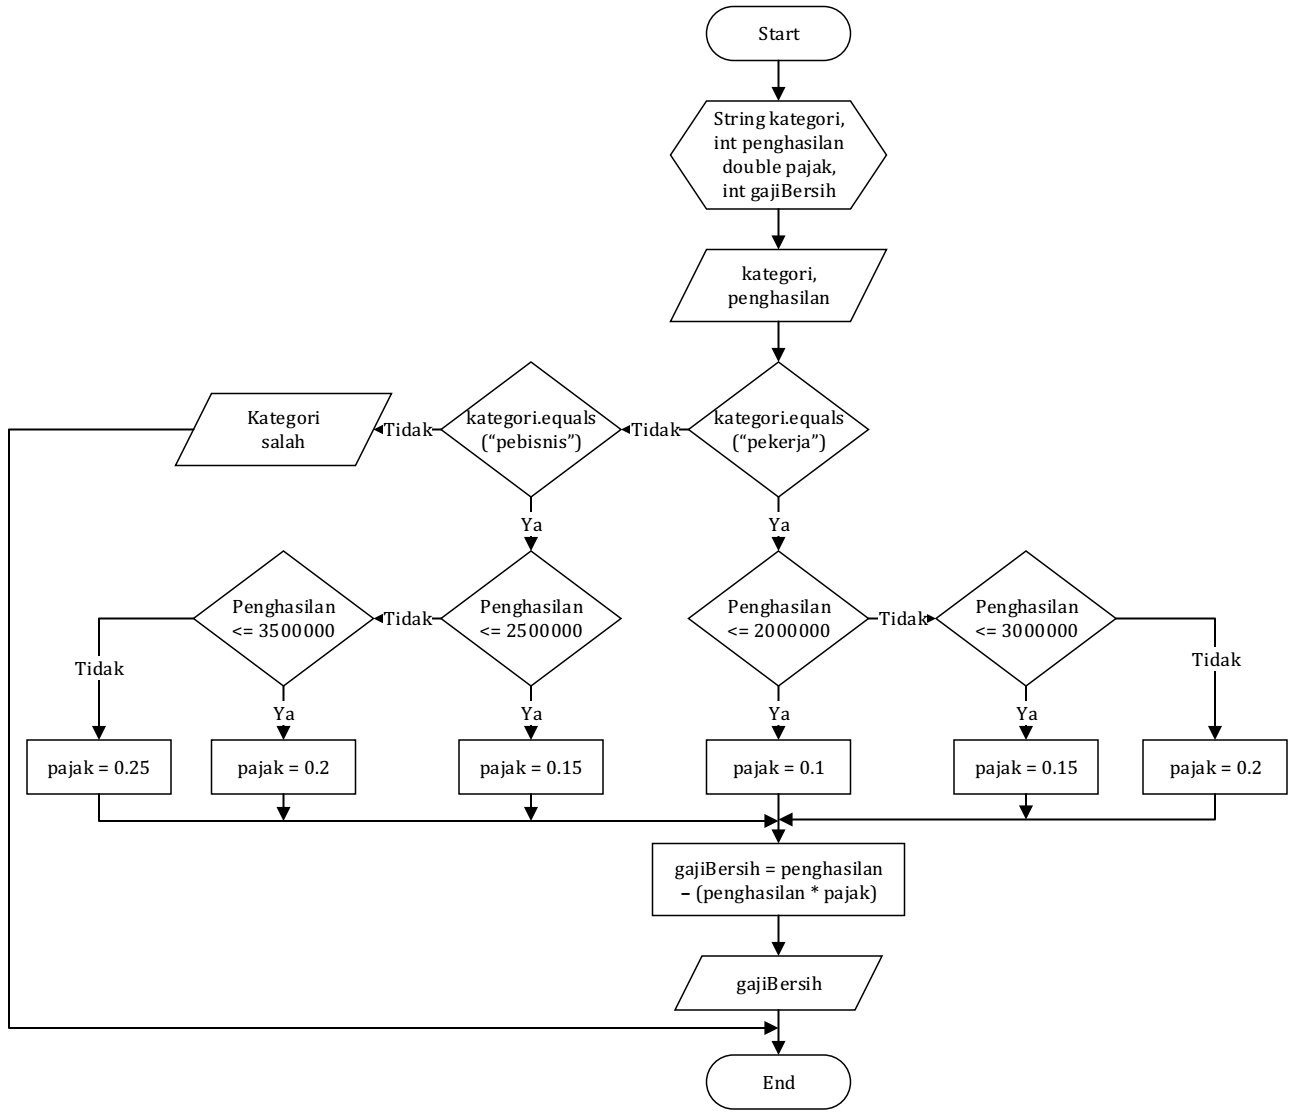 Start
String kategori,
int penghasilan
double pajak,
int gajiBersih
kategori,
penghasilan
Kategori
salah
Tidak
kategori.equals
(“pebisnis”)
Tidak
kategori.equals
(“pekerja”)
Ya
Ya
Penghasilan
<= 3500000
Tidak
Penghasilan
<= 2500000
Penghasilan
<= 2000000
Tidak
Penghasilan
<= 3000000
Tidak
Tidak
Ya
Ya
Ya
Ya
pajak = 0.25
pajak = 0.2
pajak = 0.15
pajak = 0.1
pajak = 0.15
pajak = 0.2
gajiBersih = penghasilan
– (penghasilan * pajak)
gajiBersih
End